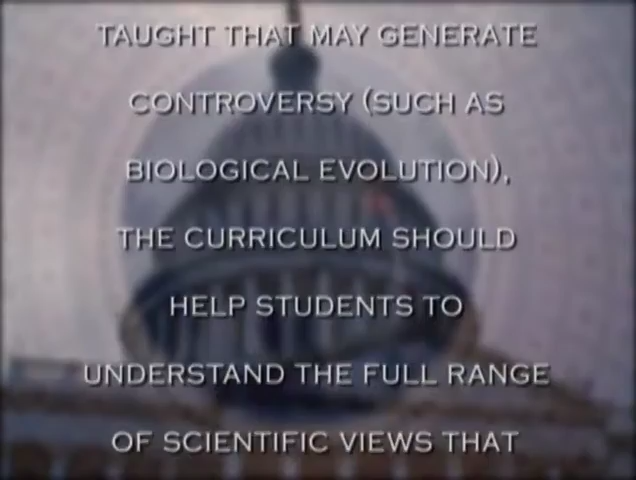 TAUGHT THAT MAY GENERATE
CONTROVERSY (SUCH AS
BIOLOGICAL EVOLUTION),
THE CURRICULUM SHOULD
HELP STUDENTS TO
UNDERSTAND THE FULL RANGE
OF SCIENTIFIC VIEWS THAT